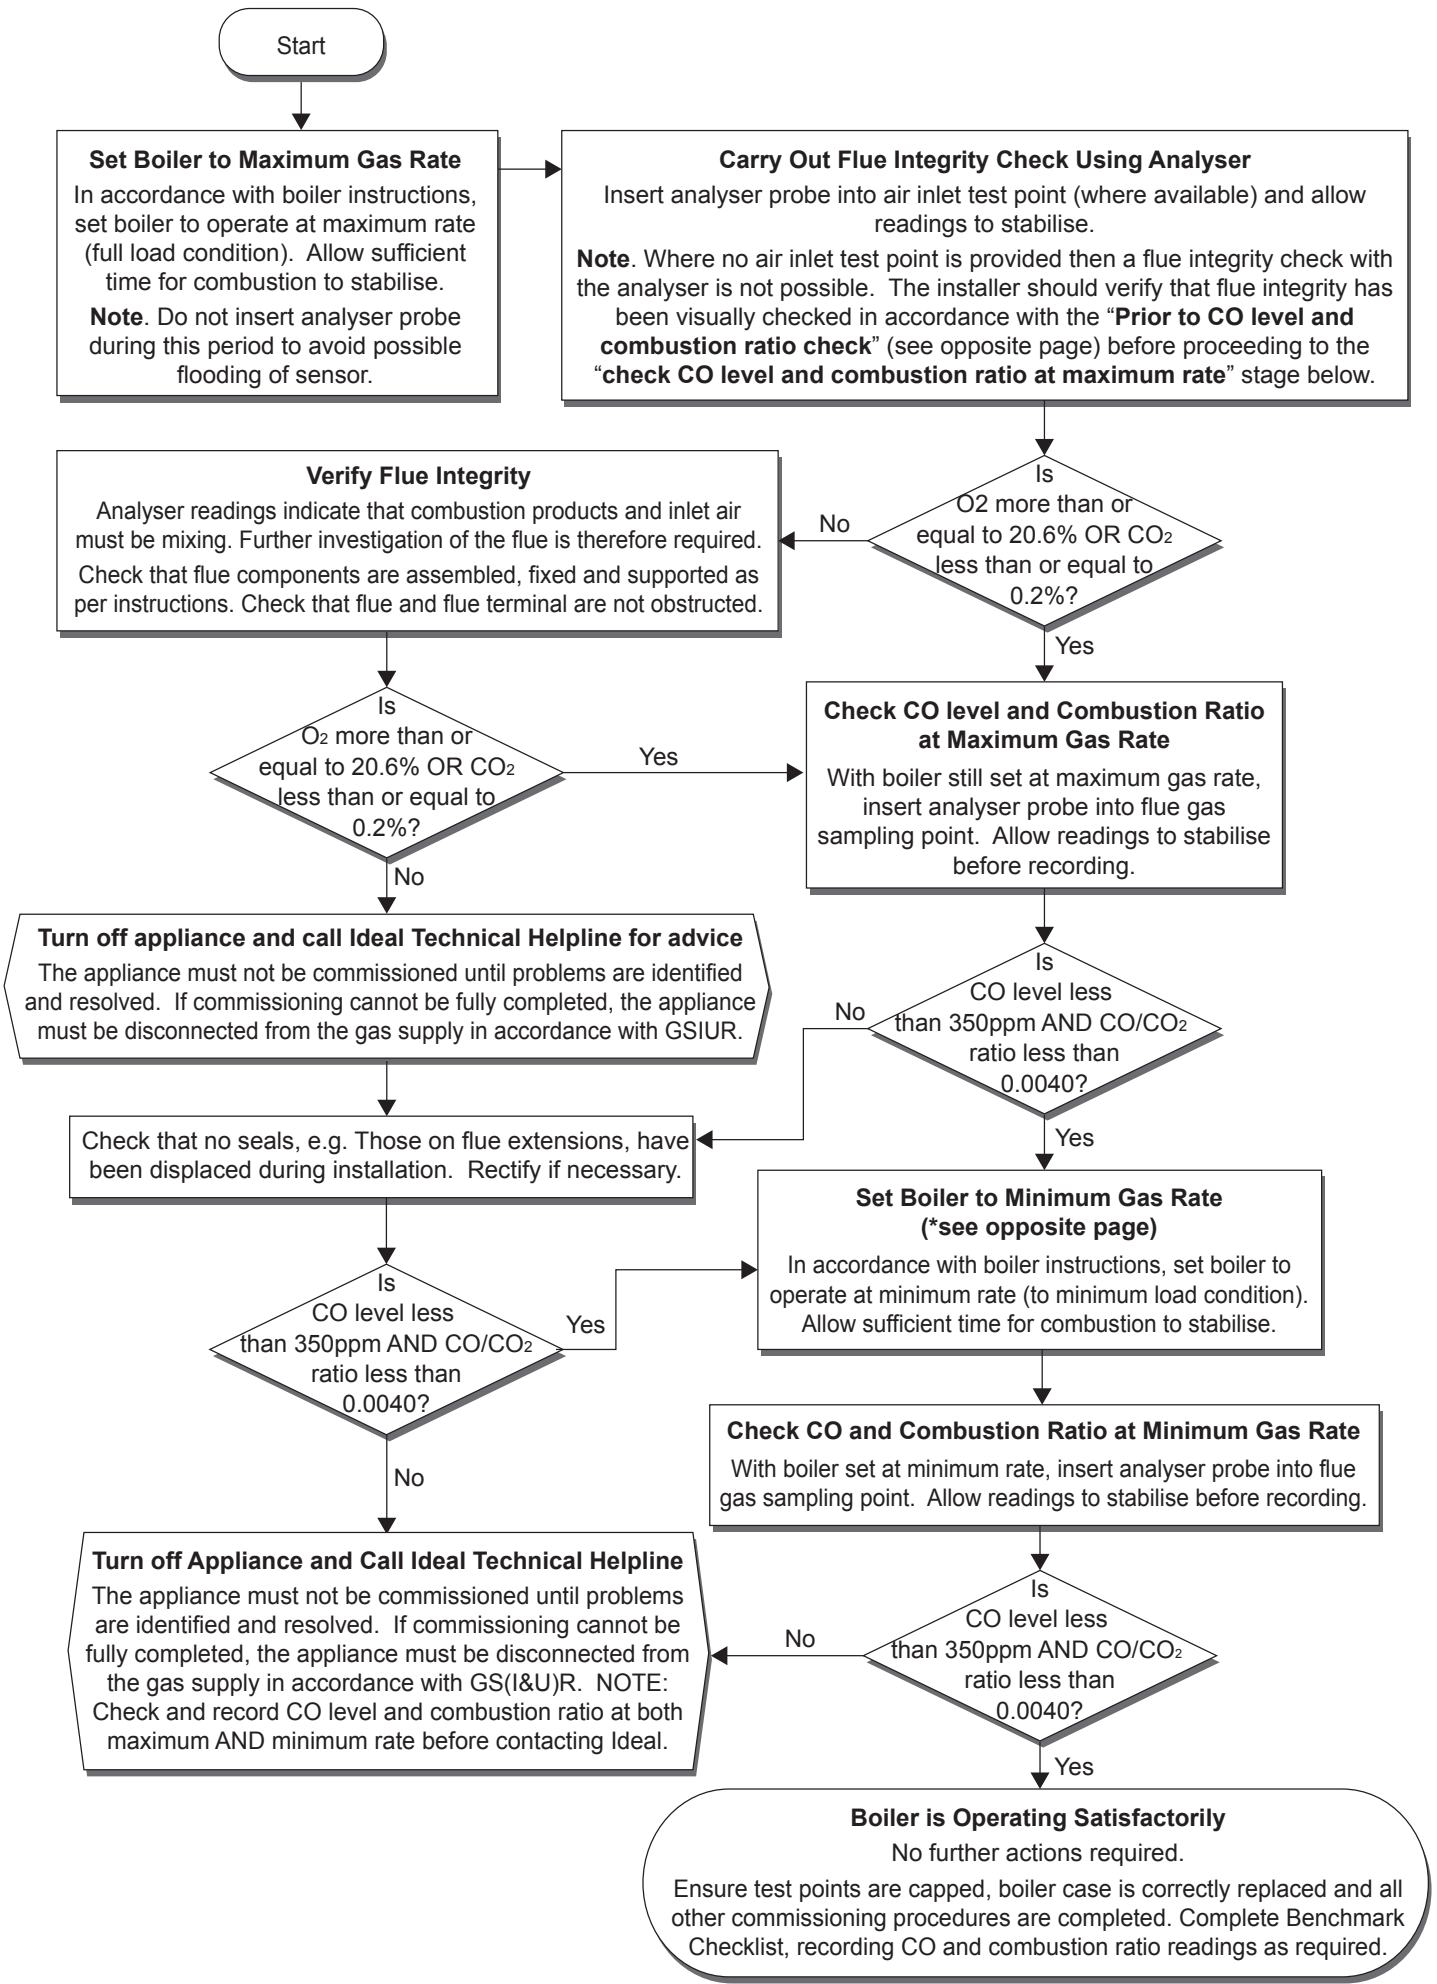 Start
Set Boiler to Maximum Gas Rate
In accordance with boiler instructions,
set boiler to operate at maximum rate
(full load condition).  Allow sufficient
time for combustion to stabilise.
Note. Do not insert analyser probe
during this period to avoid possible
flooding of sensor.
Carry Out Flue Integrity Check Using Analyser
Insert analyser probe into air inlet test point (where available) and allow
readings to stabilise.
Note. Where no air inlet test point is provided then a flue integrity check with
the analyser is not possible.  The installer should verify that flue integrity has
been visually checked in accordance with the “Prior to CO level and
combustion ratio check” (see opposite page) before proceeding to the
“check CO level and combustion ratio at maximum rate” stage below.
Is
O2 more than or
equal to 20.6% OR CO2
less than or equal to
0.2%?
No
Yes
Verify Flue Integrity
Analyser readings indicate that combustion products and inlet air
must be mixing. Further investigation of the flue is therefore required.
Check that flue components are assembled, fixed and supported as
per instructions. Check that flue and flue terminal are not obstructed.
Is
O2 more than or
equal to 20.6% OR CO2
less than or equal to
0.2%?
Yes
No
Check CO level and Combustion Ratio
at Maximum Gas Rate
With boiler still set at maximum gas rate,
insert analyser probe into flue gas
sampling point.  Allow readings to stabilise
before recording.
Turn off appliance and call Ideal Technical Helpline for advice
The appliance must not be commissioned until problems are identified
and resolved.  If commissioning cannot be fully completed, the appliance
must be disconnected from the gas supply in accordance with GSIUR.
Is
CO level less
than 350ppm AND CO/CO2
ratio less than
0.0040?
No
Yes
Check that no seals, e.g. Those on flue extensions, have
been displaced during installation.  Rectify if necessary.
Set Boiler to Minimum Gas Rate
(*see opposite page)
In accordance with boiler instructions, set boiler to
operate at minimum rate (to minimum load condition).
Allow sufficient time for combustion to stabilise.
Is
CO level less
than 350ppm AND CO/CO2
ratio less than
0.0040?
Yes
No
Check CO and Combustion Ratio at Minimum Gas Rate
With boiler set at minimum rate, insert analyser probe into flue
gas sampling point.  Allow readings to stabilise before recording.
Turn off Appliance and Call Ideal Technical Helpline
The appliance must not be commissioned until problems
are identified and resolved.  If commissioning cannot be
fully completed, the appliance must be disconnected from
the gas supply in accordance with GS(I&U)R.  NOTE:
Check and record CO level and combustion ratio at both
maximum AND minimum rate before contacting Ideal.
Is
CO level less
than 350ppm AND CO/CO2
ratio less than
0.0040?
No
Yes
Boiler is Operating Satisfactorily
No further actions required.
Ensure test points are capped, boiler case is correctly replaced and all
other commissioning procedures are completed. Complete Benchmark
Checklist, recording CO and combustion ratio readings as required.